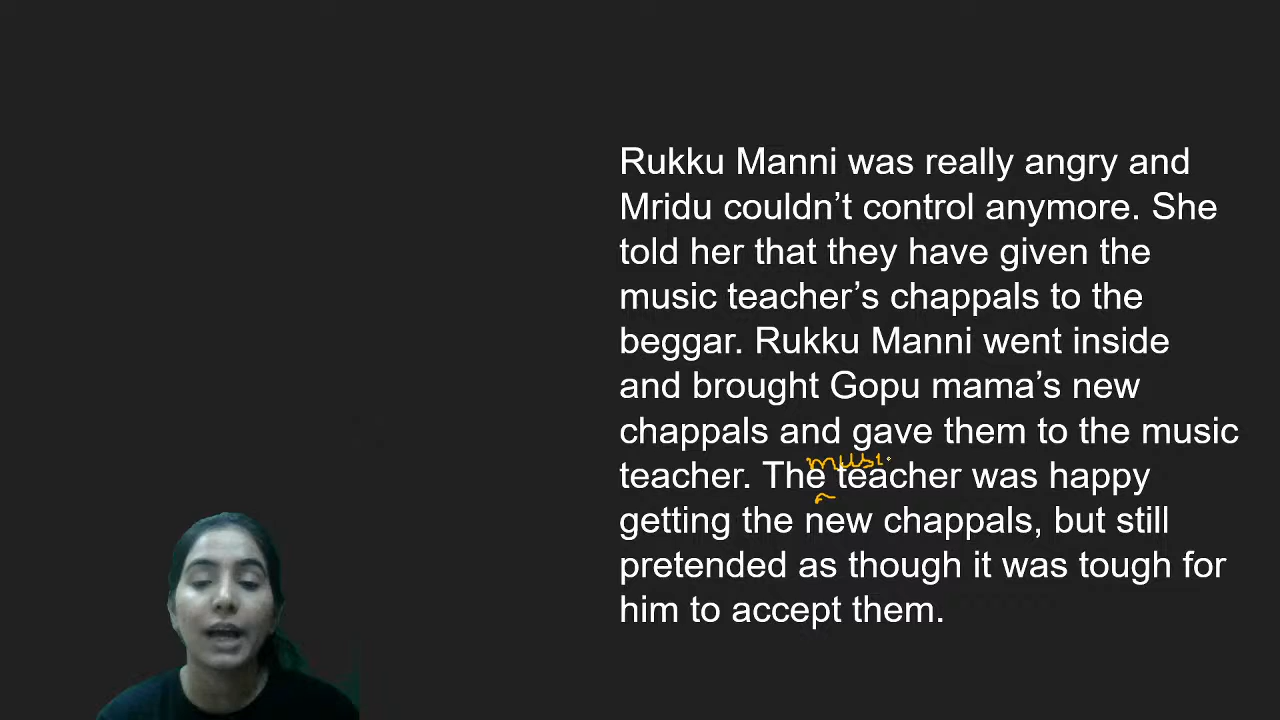 Rukku Manni was really angry and
Mridu couldn’t control anymore. She
told her that they have given the
music teacher’s chappals to the
beggar. Rukku Manni went inside
and brought Gopu mama’s new
chappals and gave them to the music
musi
teacher. The teacher was happy
getting the new chappals, but still
pretended as though it was tough for
him to accept them.